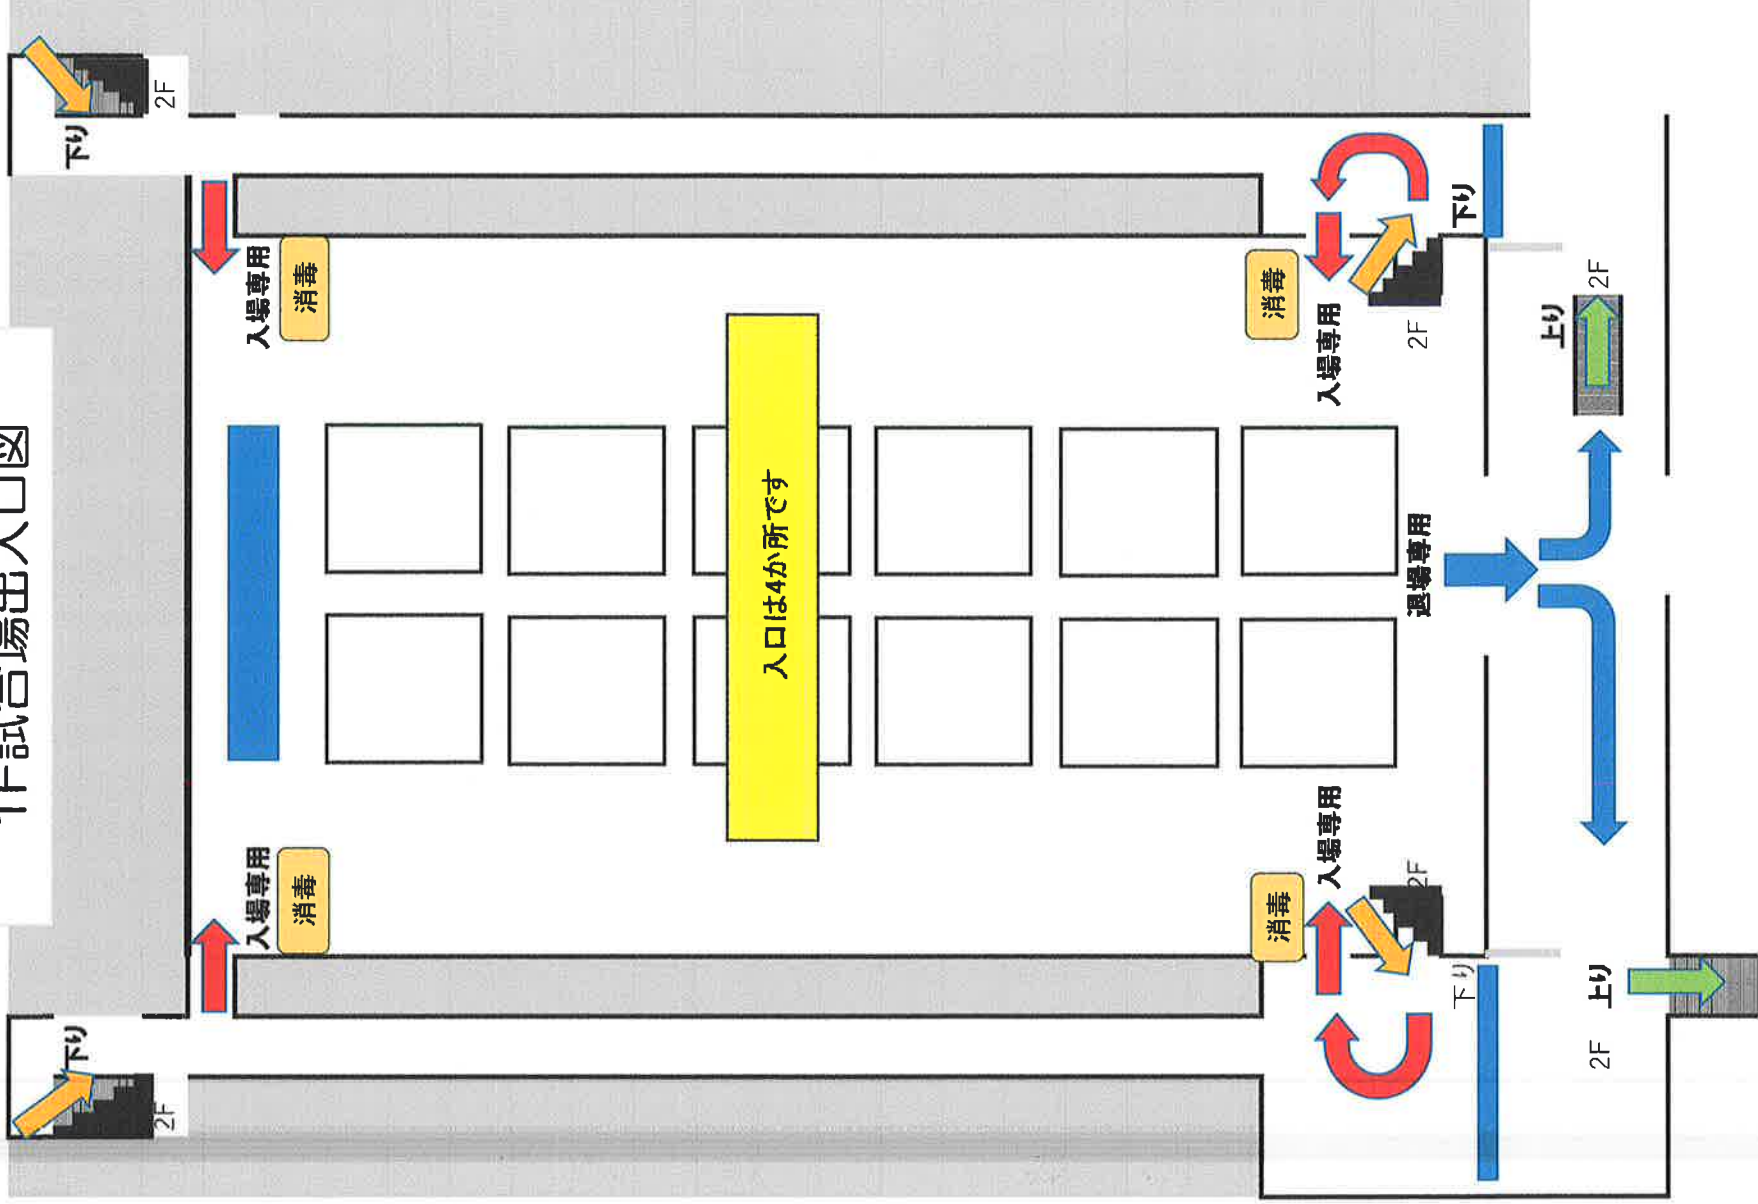 1F試合場出入口図
下り
下り
2F
2F
入場専用
入場専用
消毒
消毒
入口は4か所です
消毒
消毒
入場専用
入場専用
2F
退場専用
2F
下り
下り
上り
2F
上り
2F